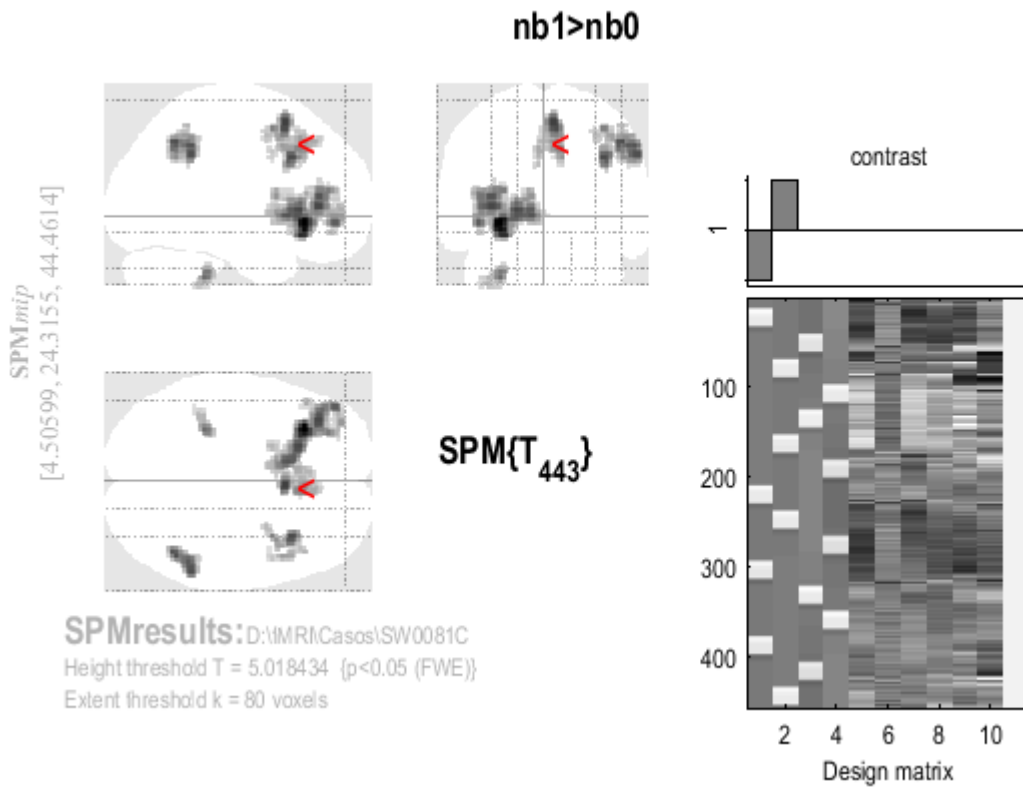 nb1>nb0
SPMmip
[4.50599, 24.3155, 44.4614]
<
<
<
SPM{T443}
SPMresults: D:\fMRI\Casos\SW0081C
Height threshold T = 5.018434 {p<0.05 (FWE)}
Extent threshold k = 80 voxels
contrast
1
100
200
300
400
2 4 6 8 10
Design matrix